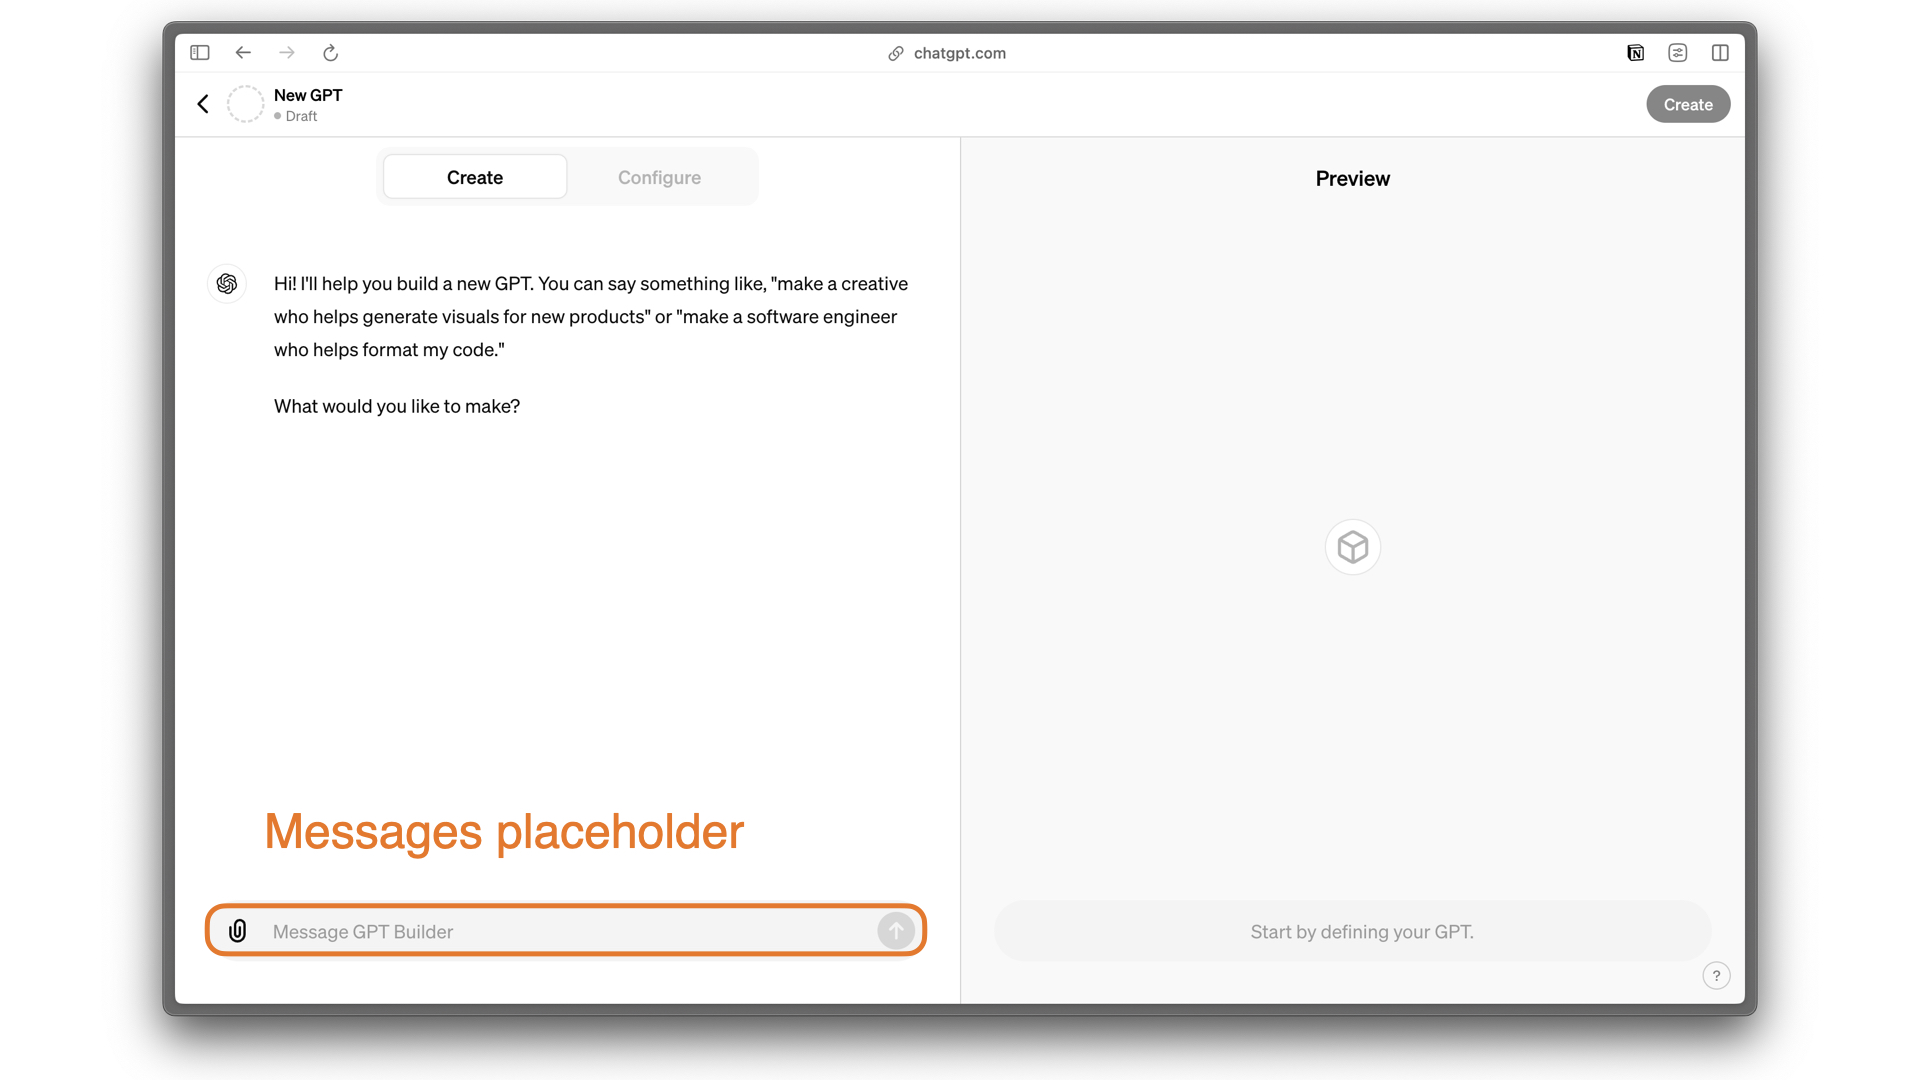 chatgpt.com
New GPT
Draft
Create
Create
Configure
Preview
Hi! I'll help you build a new GPT. You can say something like, "make a creative
who helps generate visuals for new products" or "make a software engineer
who helps format my code."
What would you like to make?
Messages placeholder
Message GPT Builder
Start by defining your GPT.
?